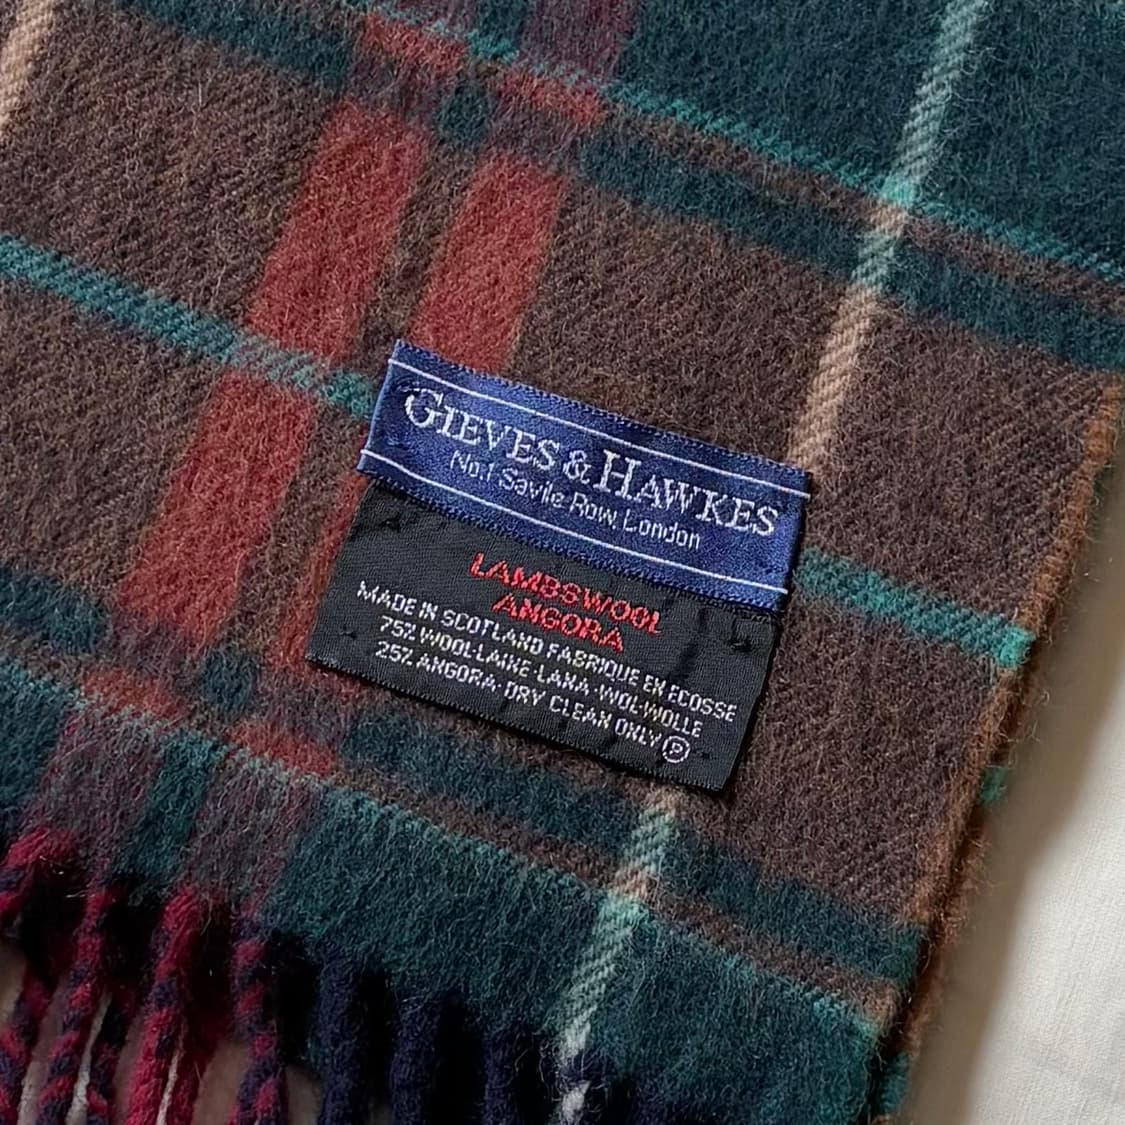 GIEVES & HAWKES
No.1 Savile Row London
LAMBSWOOL
ANGORA
MADE IN SCOTLAND FABRIQUE EN ECOSSE
75% WOOL·LAINE·LANA·WOL·WOLLE
25% ANGORA·DRY CLEAN ONLY Ⓟ